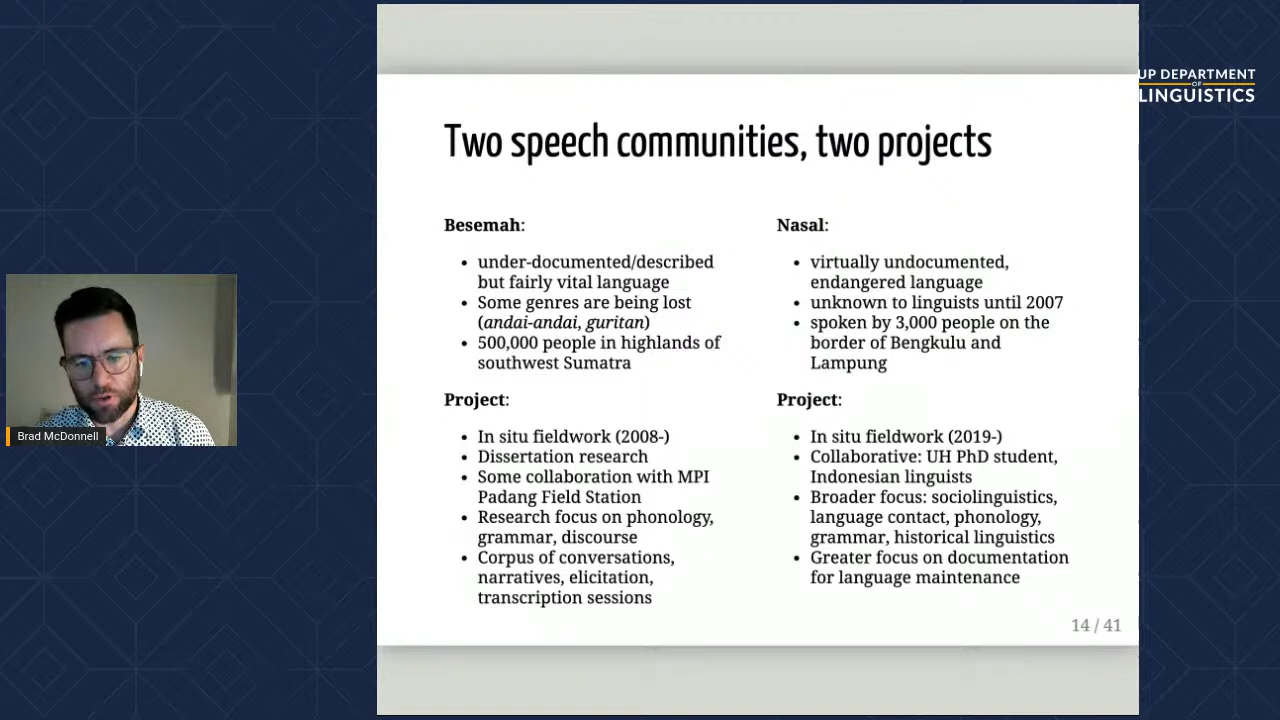 UP DEPARTMENT
OF
LINGUISTICS
Two speech communities, two projects
Besemah:
• under-documented/described
but fairly vital language
• Some genres are being lost
(andai-andai, guritan)
• 500,000 people in highlands of
southwest Sumatra
Project:
• In situ fieldwork (2008-)
• Dissertation research
• Some collaboration with MPI
Padang Field Station
• Research focus on phonology,
grammar, discourse
• Corpus of conversations,
narratives, elicitation,
transcription sessions
Nasal:
• virtually undocumented,
endangered language
• unknown to linguists until 2007
• spoken by 3,000 people on the
border of Bengkulu and
Lampung
Project:
• In situ fieldwork (2019-)
• Collaborative: UH PhD student,
Indonesian linguists
• Broader focus: sociolinguistics,
language contact, phonology,
grammar, historical linguistics
• Greater focus on documentation
for language maintenance
14 / 41
Brad McDonnell